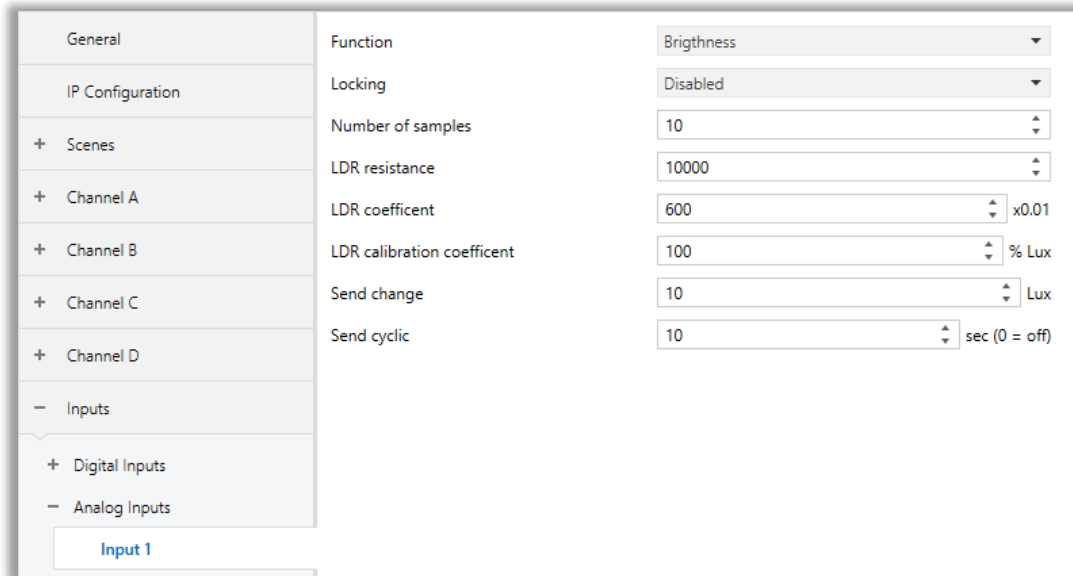 General
IP Configuration
+ Scenes
+ Channel A
+ Channel B
+ Channel C
+ Channel D
− Inputs
+ Digital Inputs
− Analog Inputs
Input 1
Function Brigthness
Locking Disabled
Number of samples 10
LDR resistance 10000
LDR coefficent 600 x0.01
LDR calibration coefficent 100 % Lux
Send change 10 Lux
Send cyclic 10 sec (0 = off)